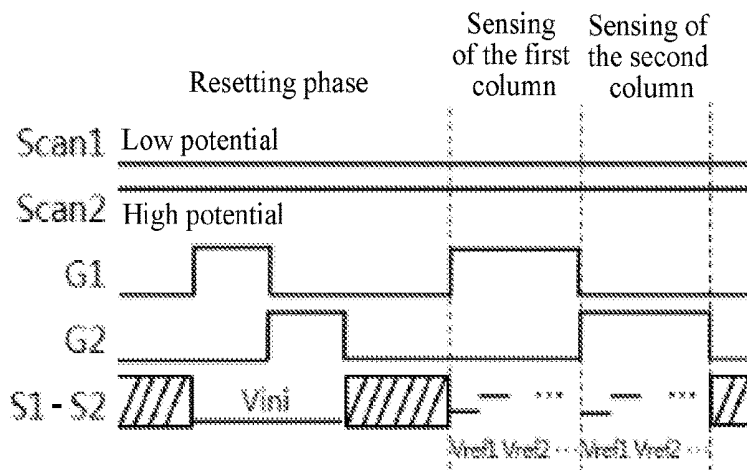 Sensing
of the first
column
Sensing of
the second
column
Resetting phase
Scan1
Low potential
Scan2
High potential
G1
G2
S1 - S2
Vini
...
...
Vref1 Vref2 ...
Vref1 Vref2 ...